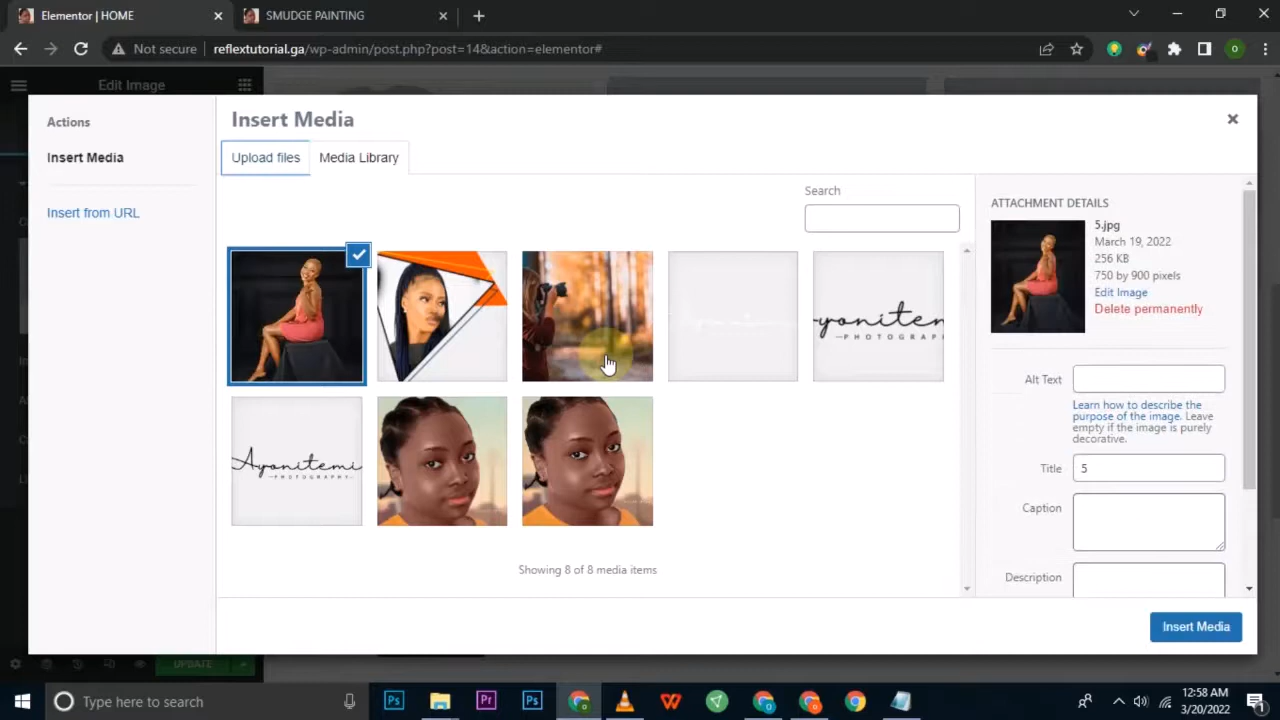 Elementor | HOME
SMUDGE PAINTING
Not secure
reflextutorial.ga/wp-admin/post.php?post=14&action=elementor#
Edit Image
Insert Media
Actions
Insert Media
Insert from URL
Upload files
Media Library
Search
ATTACHMENT DETAILS
5.jpg
March 19, 2022
256 KB
750 by 900 pixels
Edit Image
Delete permanently
Alt Text
Learn how to describe the
purpose of the image. Leave
empty if the image is purely
decorative.
Title
5
Caption
Description
yonitem
PHOTOGRAP
Ayonitemi
PHOTOGRAPHY
Showing 8 of 8 media items
Insert Media
UPDATE
Type here to search
12:58 AM
3/20/2022